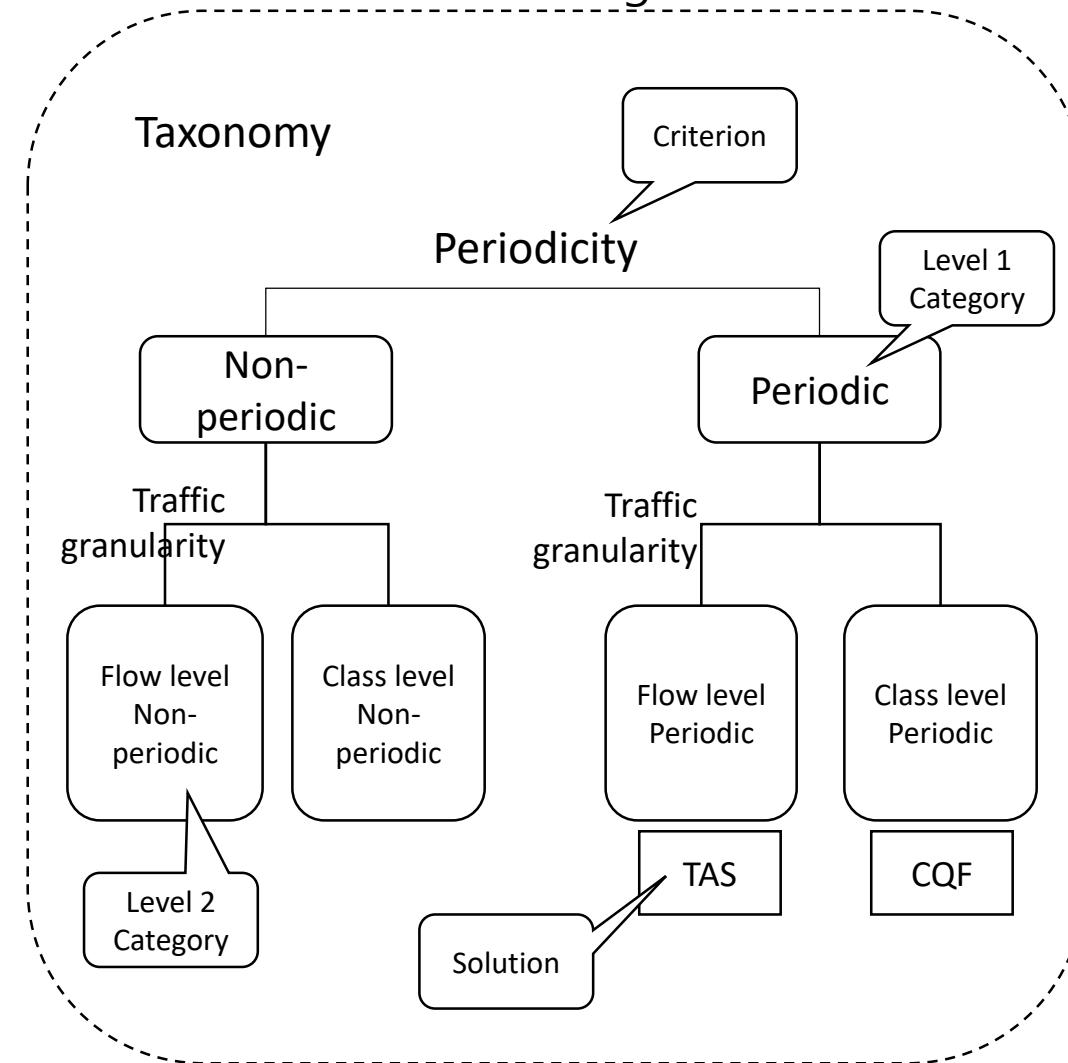 Taxonomy
Criterion
Periodicity
Level 1
Category
Non-
periodic
Periodic
Traffic
granularity
Traffic
granularity
Flow level
Non-
periodic
Class level
Non-
periodic
Flow level
Periodic
Class level
Periodic
TAS
CQF
Level 2
Category
Solution